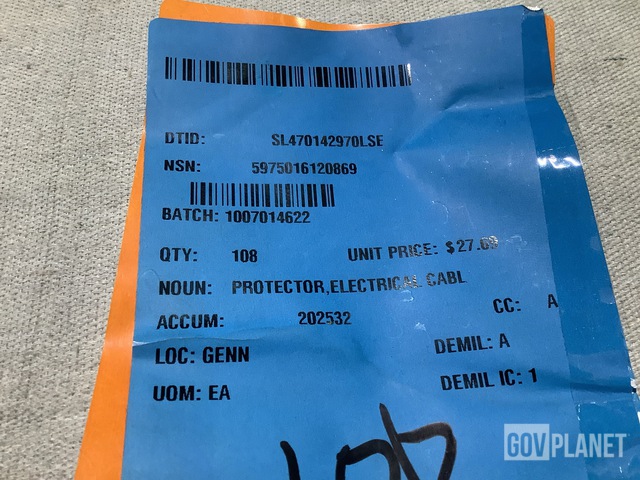 DTID: SL470142970LSE
NSN: 5975016120869
BATCH: 1007014622
QTY: 108 UNIT PRICE: $27.69
NOUN: PROTECTOR,ELECTRICAL CABL
CC: A
ACCUM: 202532
LOC: GENN DEMIL: A
UOM: EA DEMIL IC: 1
GOVPLANET